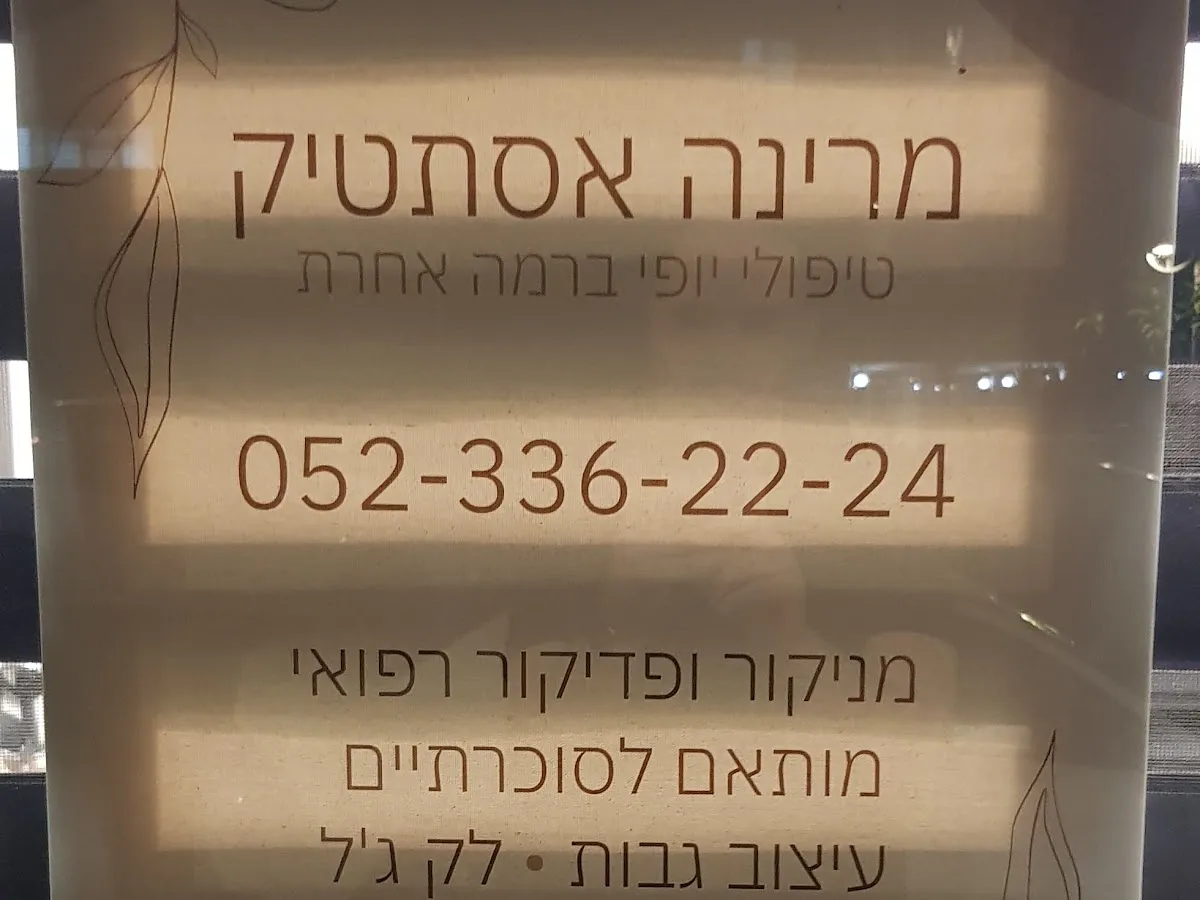 מרינה אסתטיק
טיפולי יופי ברמה אחרת
052-336-22-24
מניקור ופדיקור רפואי
מותאם לסוכרתיים
עיצוב גבות • לק ג'ל